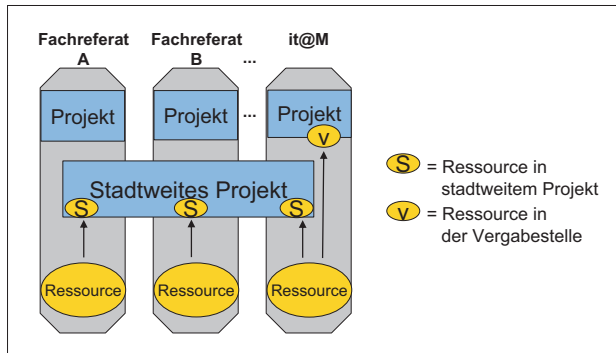 Fachreferat A
Fachreferat B
...
it@M
Projekt
Projekt
...
Projekt
v
Stadtweites Projekt
S
S
S
Ressource
Ressource
Ressource
S = Ressource in
stadtweitem Projekt
v = Ressource in
der Vergabestelle